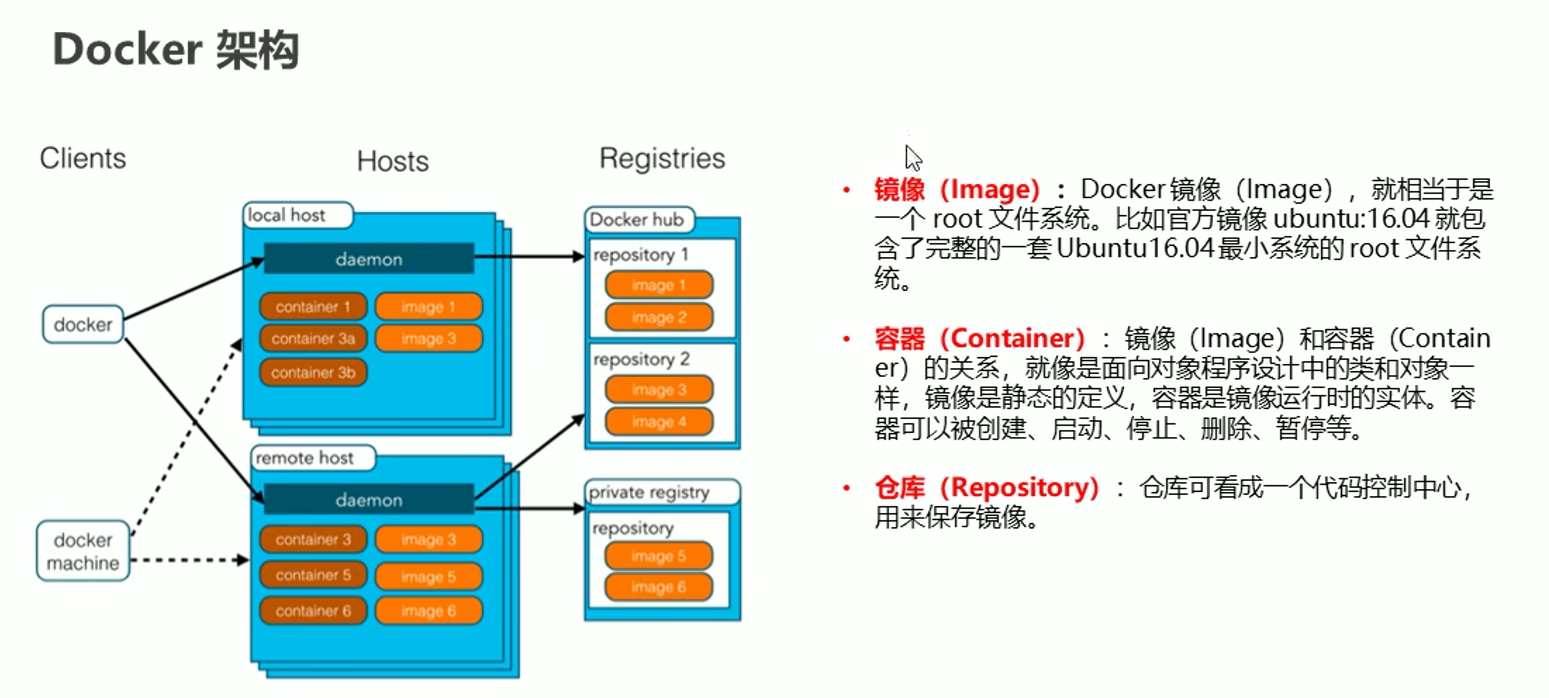 Docker 架构
Clients
Hosts
Registries
local host
daemon
container 1
image 1
container 3a
image 3
container 3b
docker
docker
machine
remote host
daemon
container 3
image 3
container 5
image 5
container 6
image 6
Docker hub
repository 1
image 1
image 2
repository 2
image 3
image 4
private registry
repository
image 5
image 6
• 镜像（Image）：Docker 镜像（Image），就相当于是
一个 root 文件系统。比如官方镜像 ubuntu:16.04 就包
含了完整的一套 Ubuntu16.04 最小系统的 root 文件系
统。
• 容器（Container）：镜像（Image）和容器（Contain
er）的关系，就像是面向对象程序设计中的类和对象一
样，镜像是静态的定义，容器是镜像运行时的实体。容
器可以被创建、启动、停止、删除、暂停等。
• 仓库（Repository）：仓库可看成一个代码控制中心，
用来保存镜像。